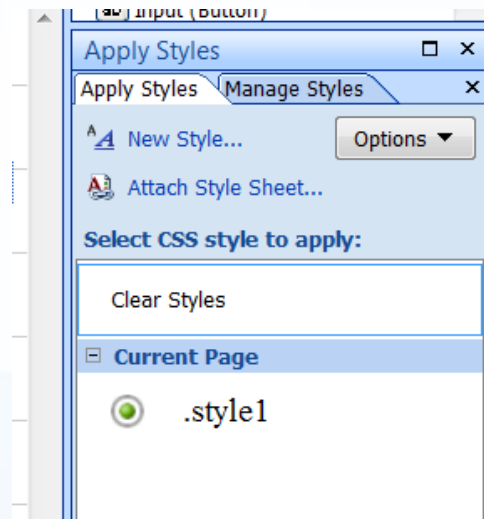 ab Input (Button)
Apply Styles
Apply Styles Manage Styles
A A New Style... Options
Attach Style Sheet...
Select CSS style to apply:
Clear Styles
Current Page
.style1